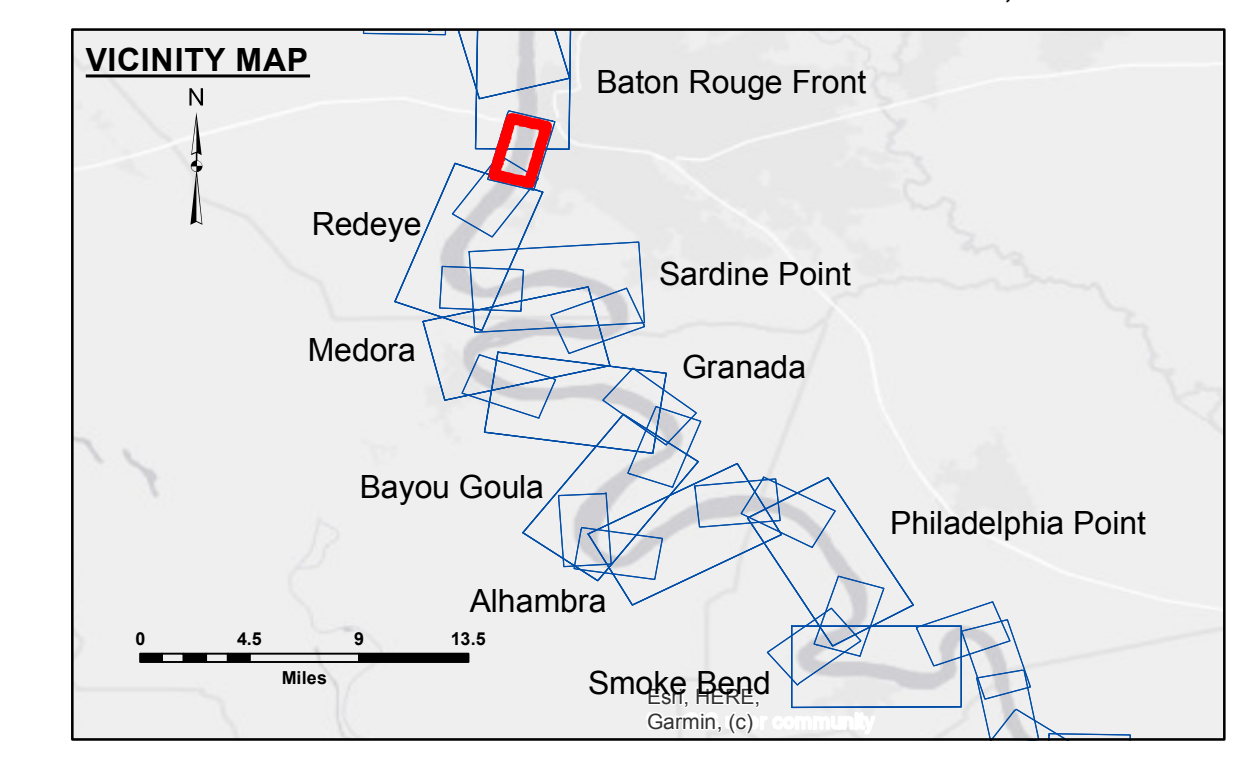 VICINITY MAP
N
Baton Rouge Front
Redeye
Sardine Point
Medora
Granada
Bayou Goula
Philadelphia Point
Alhambra
0 4.5 9 13.5
Miles
Smoke Bend
Esri, HERE,
Garmin, (c) community